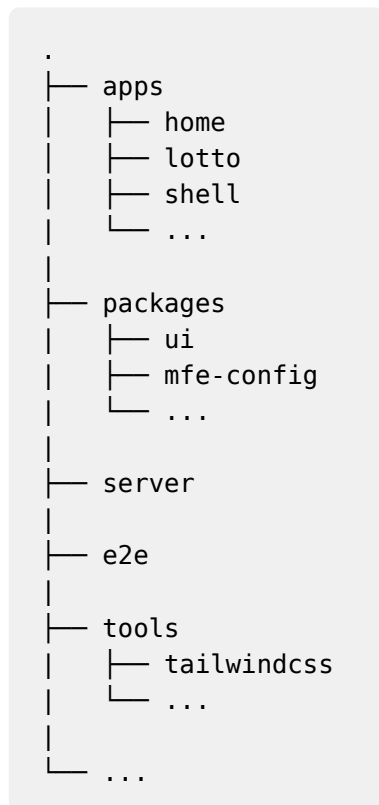 .
├── apps
│   ├── home
│   ├── lotto
│   ├── shell
│   └── ...
|
├── packages
|   ├── ui
|   ├── mfe-config
|   └── ...
|
├── server
|
├── e2e
|
├── tools
|   ├── tailwindcss
|   └── ...
|
└── ...